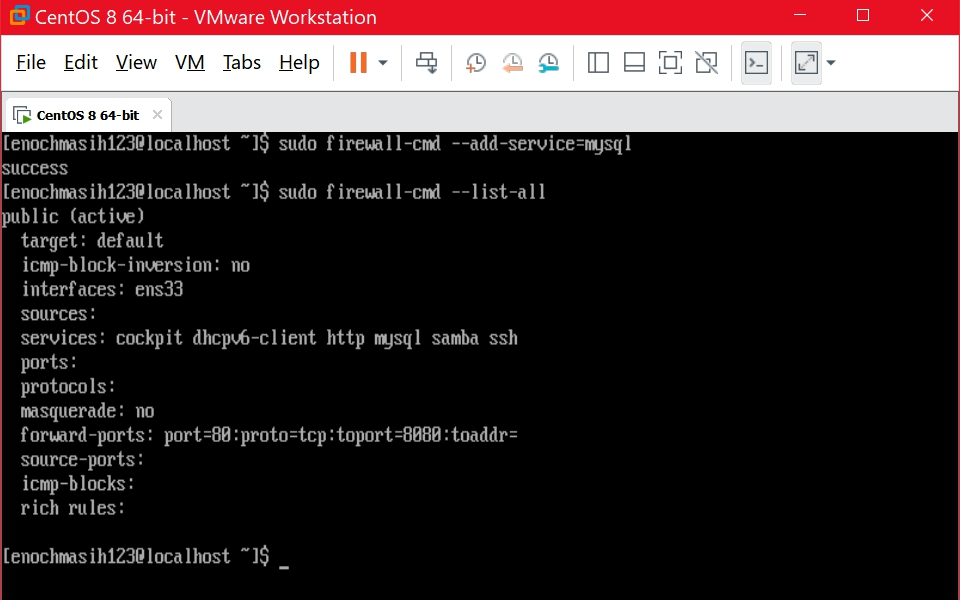 CentOS 8 64-bit - VMware Workstation
File Edit View VM Tabs Help
CentOS 8 64-bit
[enochmasih123@localhost ~]$ sudo firewall-cmd --add-service=mysql
success
[enochmasih123@localhost ~]$ sudo firewall-cmd --list-all
public (active)
  target: default
  icmp-block-inversion: no
  interfaces: ens33
  sources:
  services: cockpit dhcpv6-client http mysql samba ssh
  ports:
  protocols:
  masquerade: no
  forward-ports: port=80:proto=tcp:toport=8080:toaddr=
  source-ports:
  icmp-blocks:
  rich rules:
[enochmasih123@localhost ~]$ _